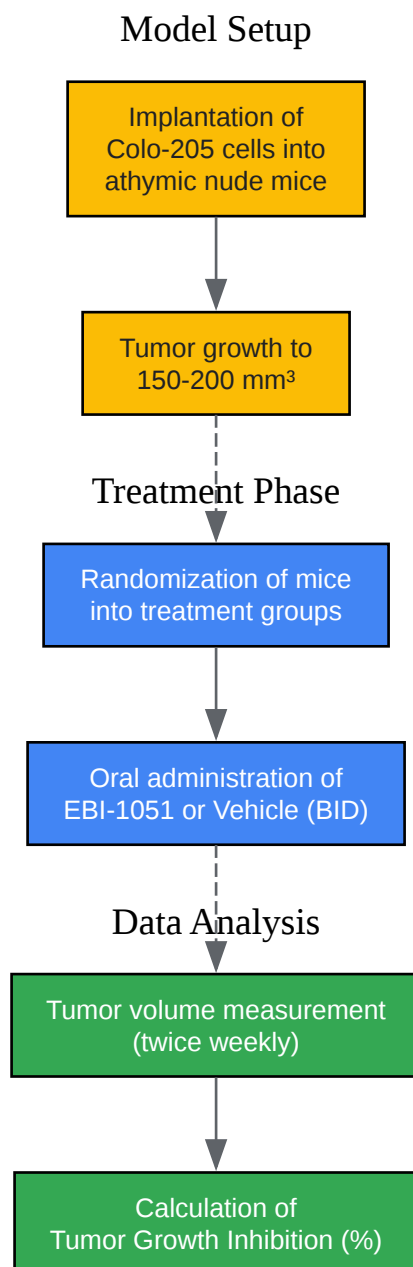 Model Setup
Implantation of
Colo-205 cells into
athymic nude mice
Tumor growth to
150-200 mm³
Treatment Phase
Randomization of mice
into treatment groups
Oral administration of
EBI-1051 or Vehicle (BID)
Data Analysis
Tumor volume measurement
(twice weekly)
Calculation of
Tumor Growth Inhibition (%)